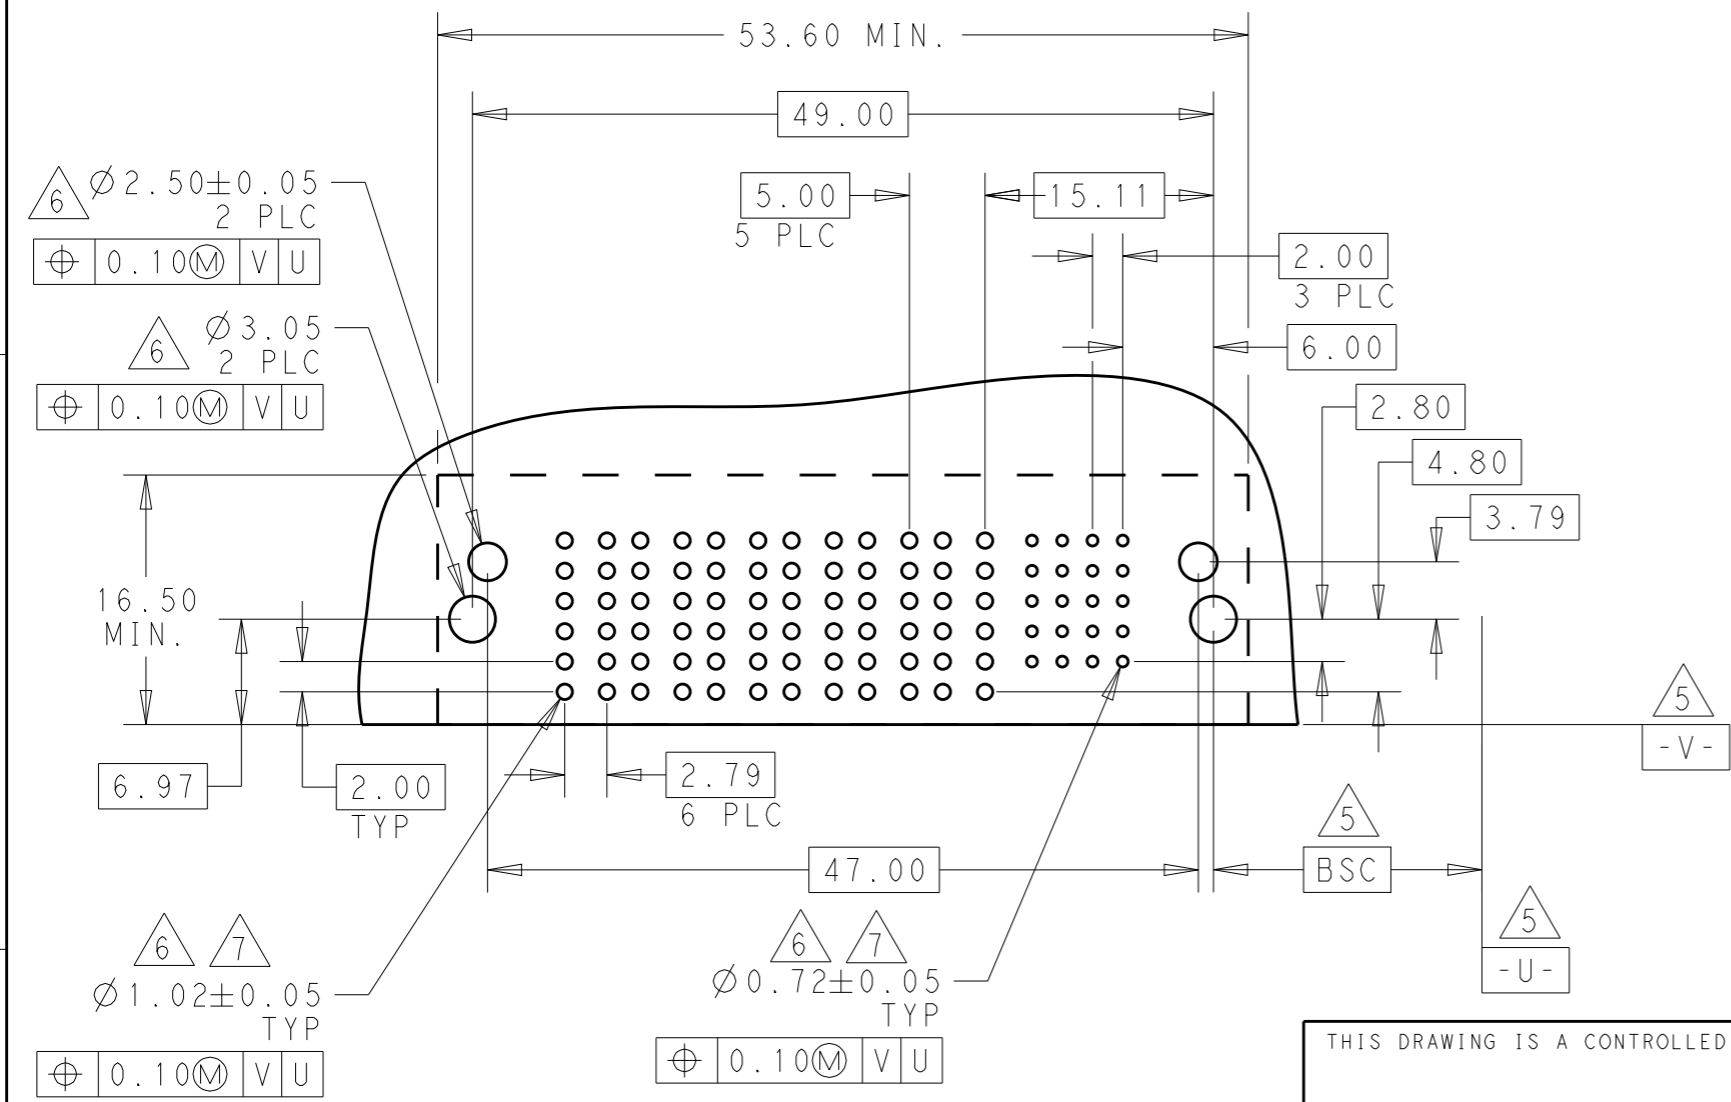 53.60 MIN.
49.00
6 Ø2.50±0.05
2 PLC
⌖ 0.10Ⓜ V U
5.00
5 PLC
15.11
2.00
3 PLC
6 Ø3.05
2 PLC
⌖ 0.10Ⓜ V U
6.00
2.80
4.80
3.79
16.50
MIN.
6.97
2.00
TYP
2.79
6 PLC
5
-V-
5
BSC
47.00
5
-U-
6 7
Ø1.02±0.05
TYP
⌖ 0.10Ⓜ V U
6 7
Ø0.72±0.05
TYP
⌖ 0.10Ⓜ V U
THIS DRAWING IS A CONTROLLED